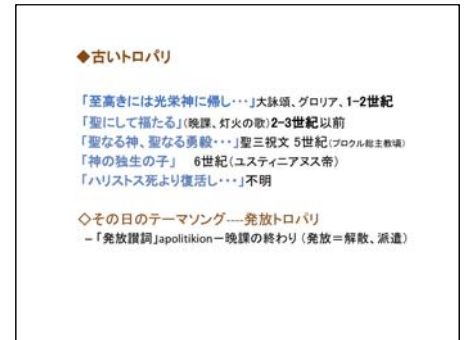 ◆古いトロパリ
「至高きには光栄神に帰し・・・」大詠頌、グロリア、1-2世紀
「聖にして福たる」(晩課、灯火の歌)2-3世紀以前
「聖なる神、聖なる勇毅・・・」聖三祝文 5世紀(プロクル総主教頃)
「神の独生の子」 6世紀(ユスティニアヌス帝)
「ハリストス死より復活し・・・」不明
◇その日のテーマソング----発放トロパリ
–「発放讃詞」apolitikion－晩課の終わり (発放＝解散、派遣)